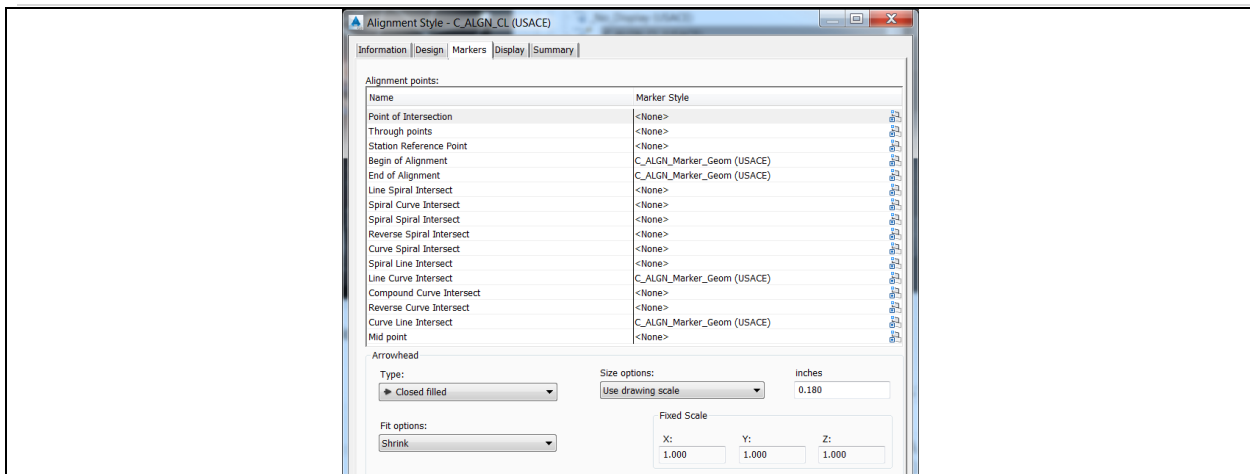 Alignment Style - C_ALGN_CL (USACE)
Information Design Markers Display Summary
Alignment points:
Name Marker Style
Point of Intersection <None>
Through points <None>
Station Reference Point <None>
Begin of Alignment C_ALGN_Marker_Geom (USACE)
End of Alignment C_ALGN_Marker_Geom (USACE)
Line Spiral Intersect <None>
Spiral Curve Intersect <None>
Spiral Spiral Intersect <None>
Reverse Spiral Intersect <None>
Curve Spiral Intersect <None>
Spiral Line Intersect <None>
Line Curve Intersect C_ALGN_Marker_Geom (USACE)
Compound Curve Intersect <None>
Reverse Curve Intersect <None>
Curve Line Intersect C_ALGN_Marker_Geom (USACE)
Mid point <None>
Arrowhead
Type: Size options: inches
Closed filled Use drawing scale 0.180
Fixed Scale
Fit options:
X: Y: Z:
Shrink
1.000 1.000 1.000